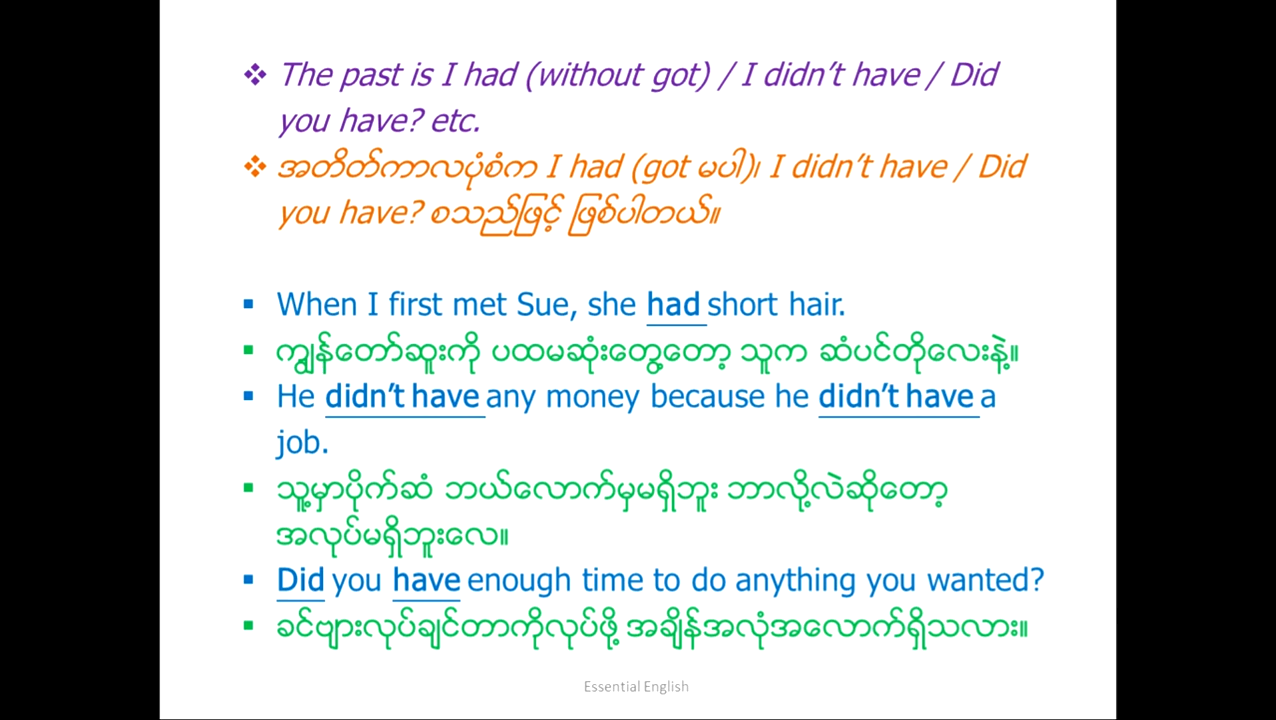 The past is I had (without got) / I didn't have / Did
you have? etc.
အတိတ်ကာလပုံစံက I had (got မပါ)၊ I didn't have / Did
you have? စသည်ဖြင့် ဖြစ်ပါတယ်။
When I first met Sue, she had short hair.
ကျွန်တော်ဆူးကို ပထမဆုံးတွေ့တော့ သူက ဆံပင်တိုလေးနဲ့။
He didn't have any money because he didn't have a
job.
သူ့မှာပိုက်ဆံ ဘယ်လောက်မှမရှိဘူး ဘာလို့လဲဆိုတော့
အလုပ်မရှိဘူးလေ။
Did you have enough time to do anything you wanted?
ခင်ဗျားလုပ်ချင်တာကိုလုပ်ဖို့ အချိန်အလုံအလောက်ရှိသလား။
Essential English